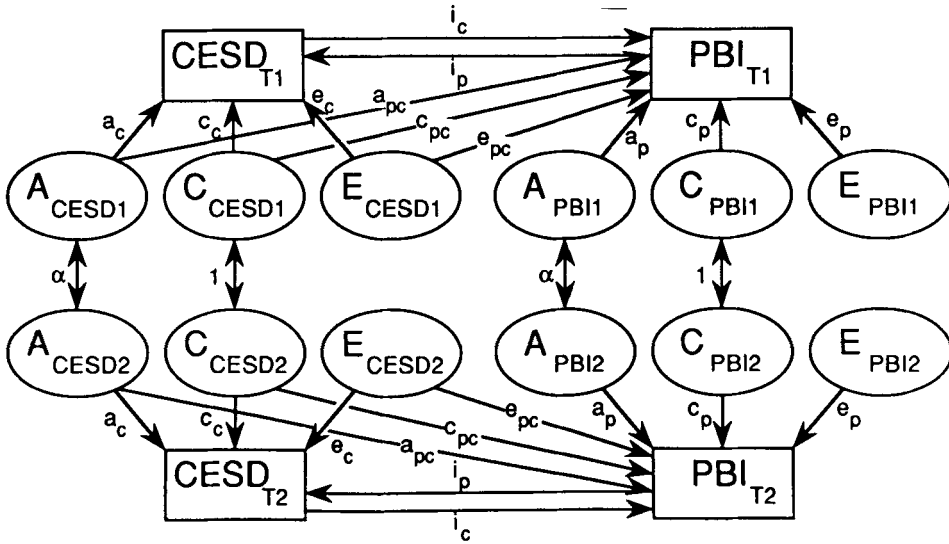 i_c
CESD_T1 PBI_T1
i_p
a_c c_c e_c a_pc c_pc e_pc a_p c_p e_p
A_CESD1 C_CESD1 E_CESD1 A_PBI1 C_PBI1 E_PBI1
α 1 α 1
A_CESD2 C_CESD2 E_CESD2 A_PBI2 C_PBI2 E_PBI2
a_c c_c e_c a_pc c_pc e_pc a_p c_p e_p
CESD_T2 i_p PBI_T2
i_c